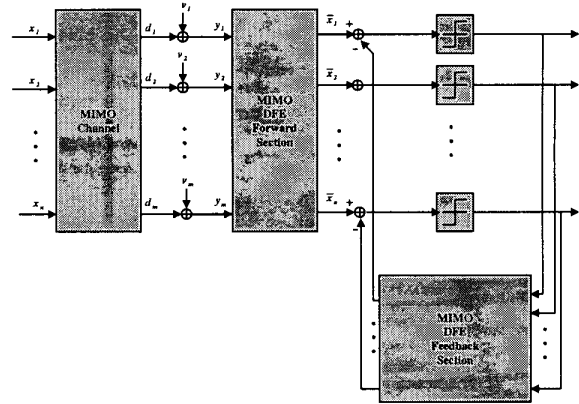 x₁ d₁ v₁ y₁ x̄₁ + −
x₂ d₂ v₂ y₂ x̄₂
MIMO
Channel
MIMO
DFE
Forward
Section
xₙ dₘ vₘ yₘ x̄ₙ + −
MIMO
DFE
Feedback
Section